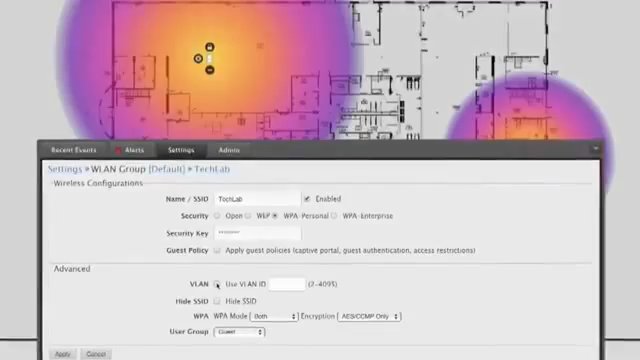 Recent Events Alerts Settings Admin
Settings » WLAN Group (Default) » TechLab
Wireless Configurations
Name / SSID TechLab Enabled
Security Open WEP WPA-Personal WPA-Enterprise
Security Key ********
Guest Policy Apply guest policies (captive portal, guest authentication, access restrictions)
Advanced
VLAN Use VLAN ID (2-4095)
Hide SSID Hide SSID
WPA WPA Mode Both Encryption AES/CCMP Only
User Group Guest
Apply Cancel